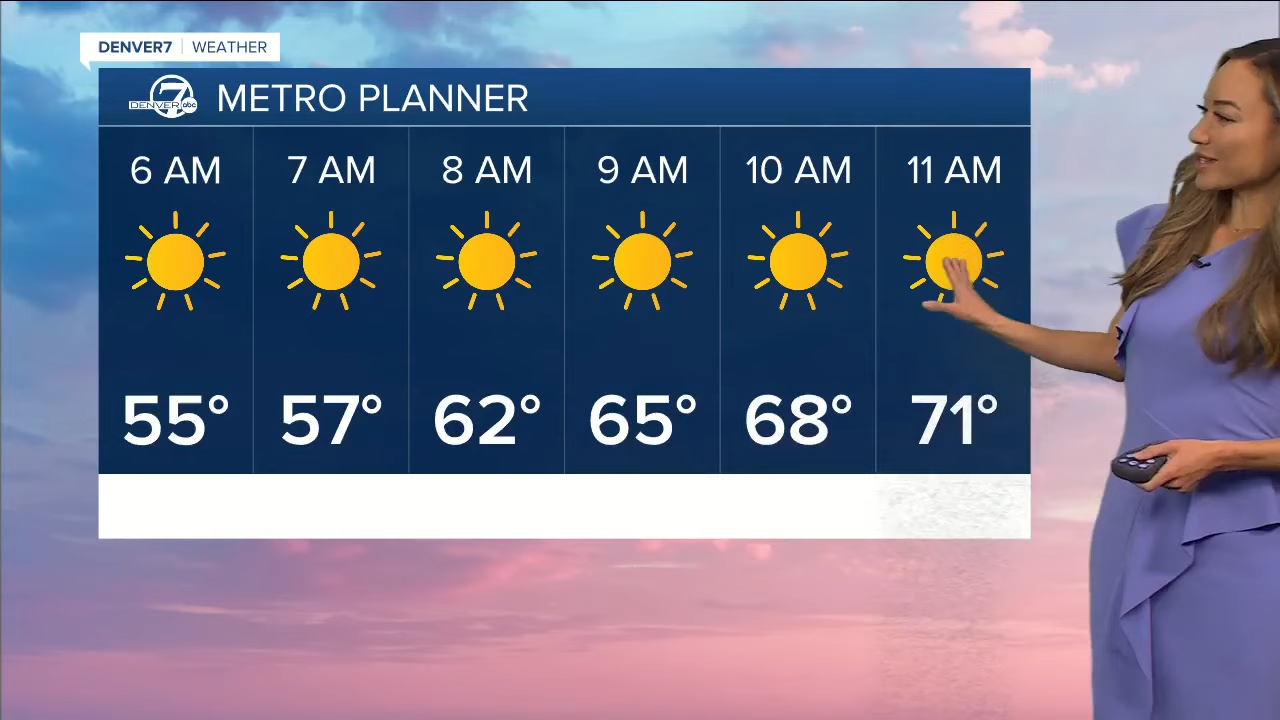 DENVER7 | WEATHER
7
DENVER abc
METRO PLANNER
6 AM 7 AM 8 AM 9 AM 10 AM 11 AM
55° 57° 62° 65° 68° 71°